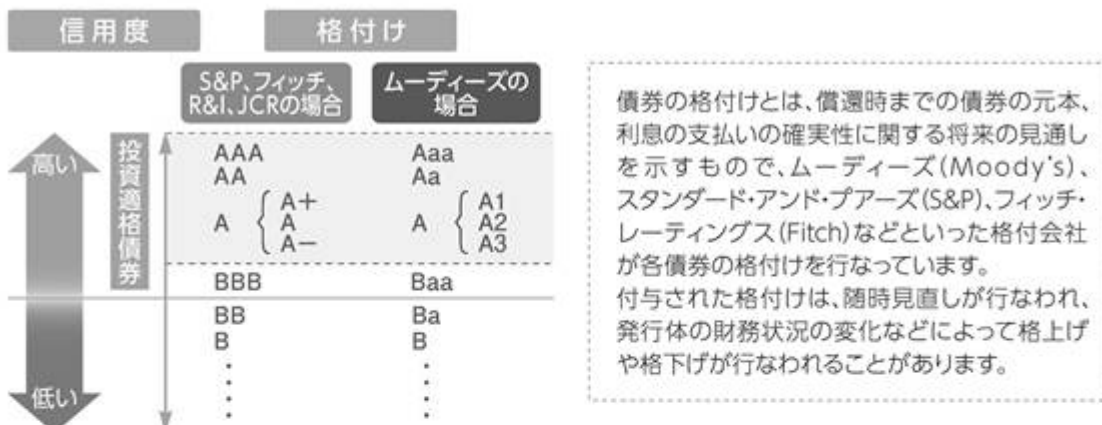 信用度
格付け
S&P、フィッチ、
R&I、JCRの場合
ムーディーズの
場合
高い
低い
投資適格債券
AAA
Aaa
AA
Aa
A { A+
A
A−
A { A1
A2
A3
BBB
Baa
BB
Ba
B
B
債券の格付けとは、償還時までの債券の元本、
利息の支払いの確実性に関する将来の見通し
を示すもので、ムーディーズ(Moody's)、
スタンダード・アンド・プアーズ(S&P)、フィッチ・
レーティングス(Fitch)などといった格付会社
が各債券の格付けを行なっています。
付与された格付けは、随時見直しが行なわれ、
発行体の財務状況の変化などによって格上げ
や格下げが行なわれることがあります。